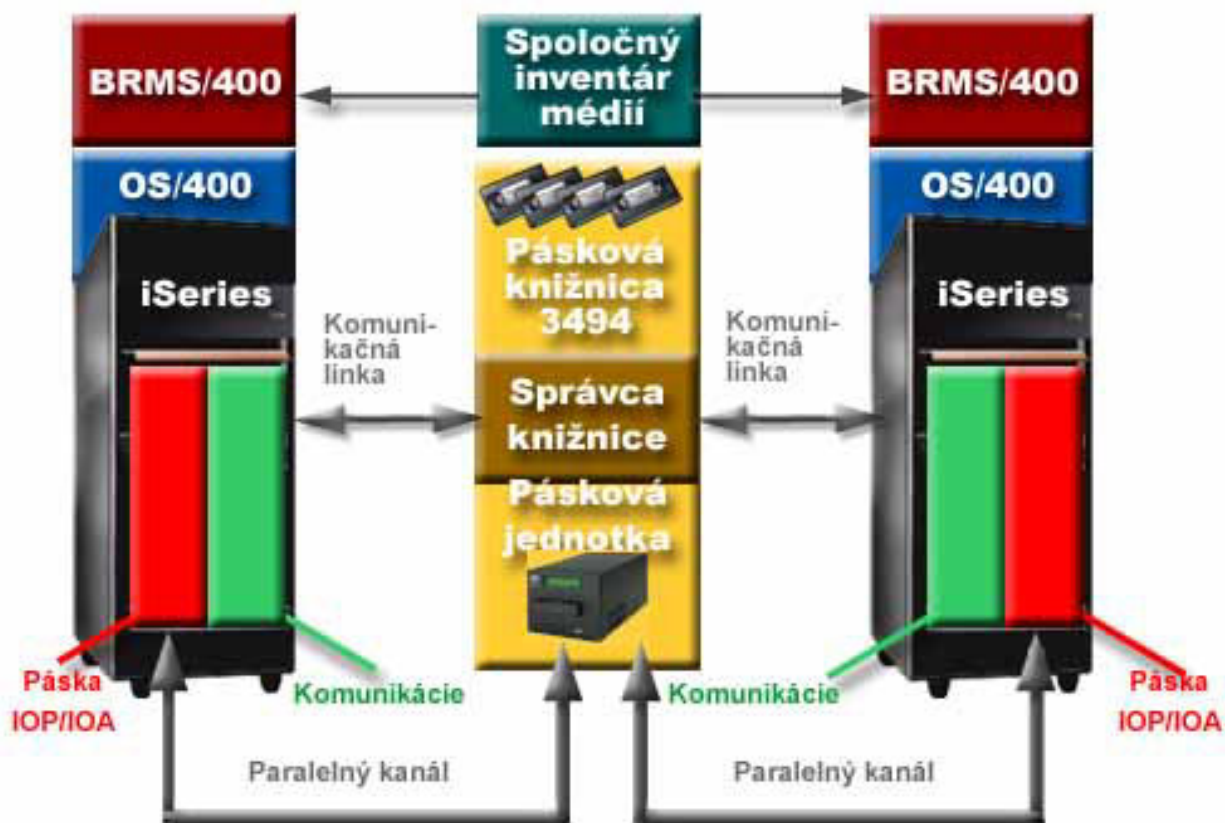 BRMS/400
OS/400
iSeries
Komuni-
kačná
linka
Páska
IOP/IOA
Komunikácie
Paralelný kanál
Spoločný
inventár
médií
Pásková
knižnica
3494
Správca
knižnice
Pásková
jednotka
BRMS/400
OS/400
iSeries
Komuni-
kačná
linka
Komunikácie
Páska
IOP/IOA
Paralelný kanál